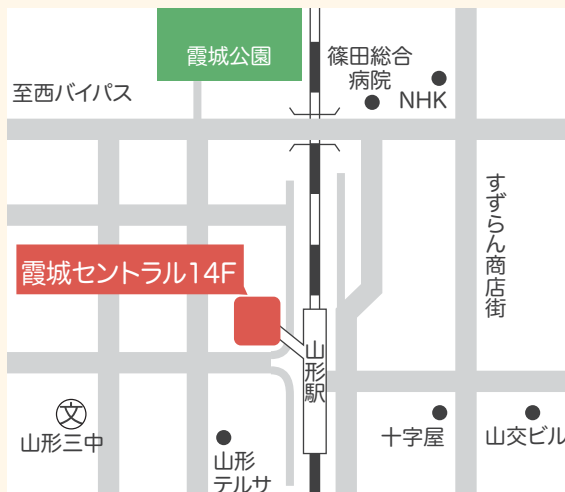 霞城公園
篠田総合
病院
NHK
至西バイパス
すずらん商店街
霞城セントラル14F
山形駅
文
山形三中
山形
テルサ
十字屋
山交ビル